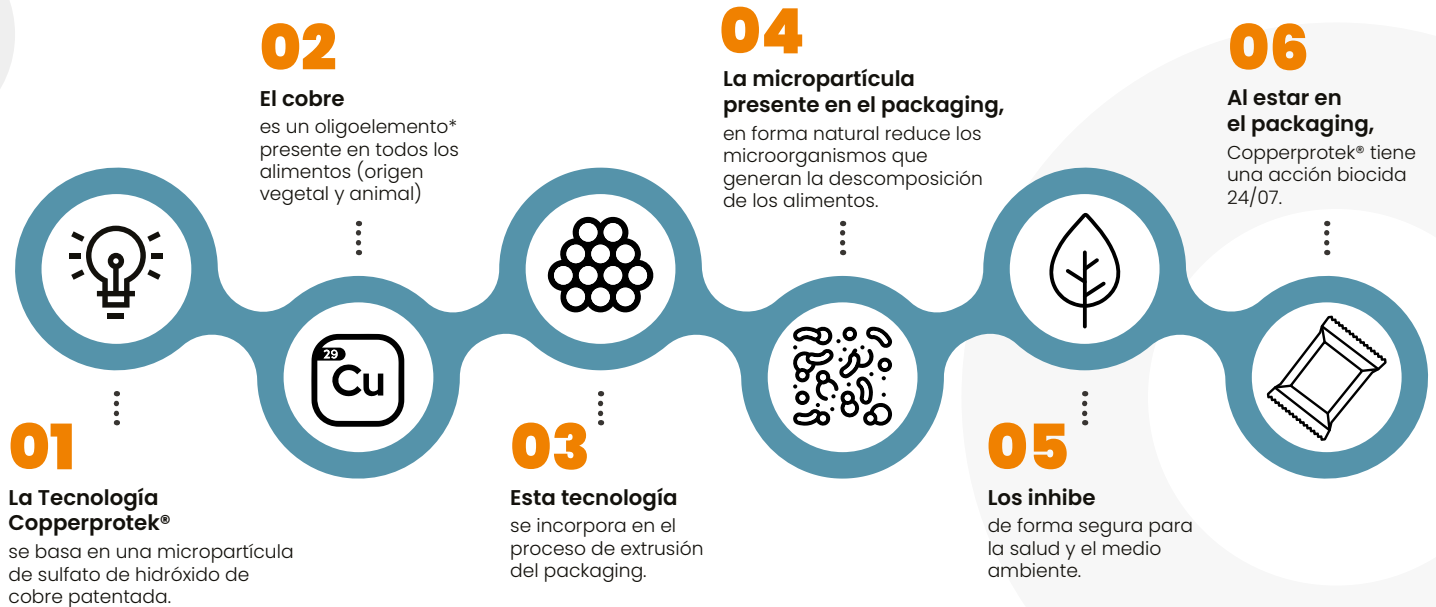 01
La Tecnología
Copperprotek®
se basa en una micropartícula
de sulfato de hidróxido de
cobre patentada.
02
El cobre
es un oligoelemento*
presente en todos los
alimentos (origen
vegetal y animal)
29
Cu
03
Esta tecnología
se incorpora en el
proceso de extrusión
del packaging.
04
La micropartícula
presente en el packaging,
en forma natural reduce los
microorganismos que
generan la descomposición
de los alimentos.
05
Los inhibe
de forma segura para
la salud y el medio
ambiente.
06
Al estar en
el packaging,
Copperprotek® tiene
una acción biocida
24/07.